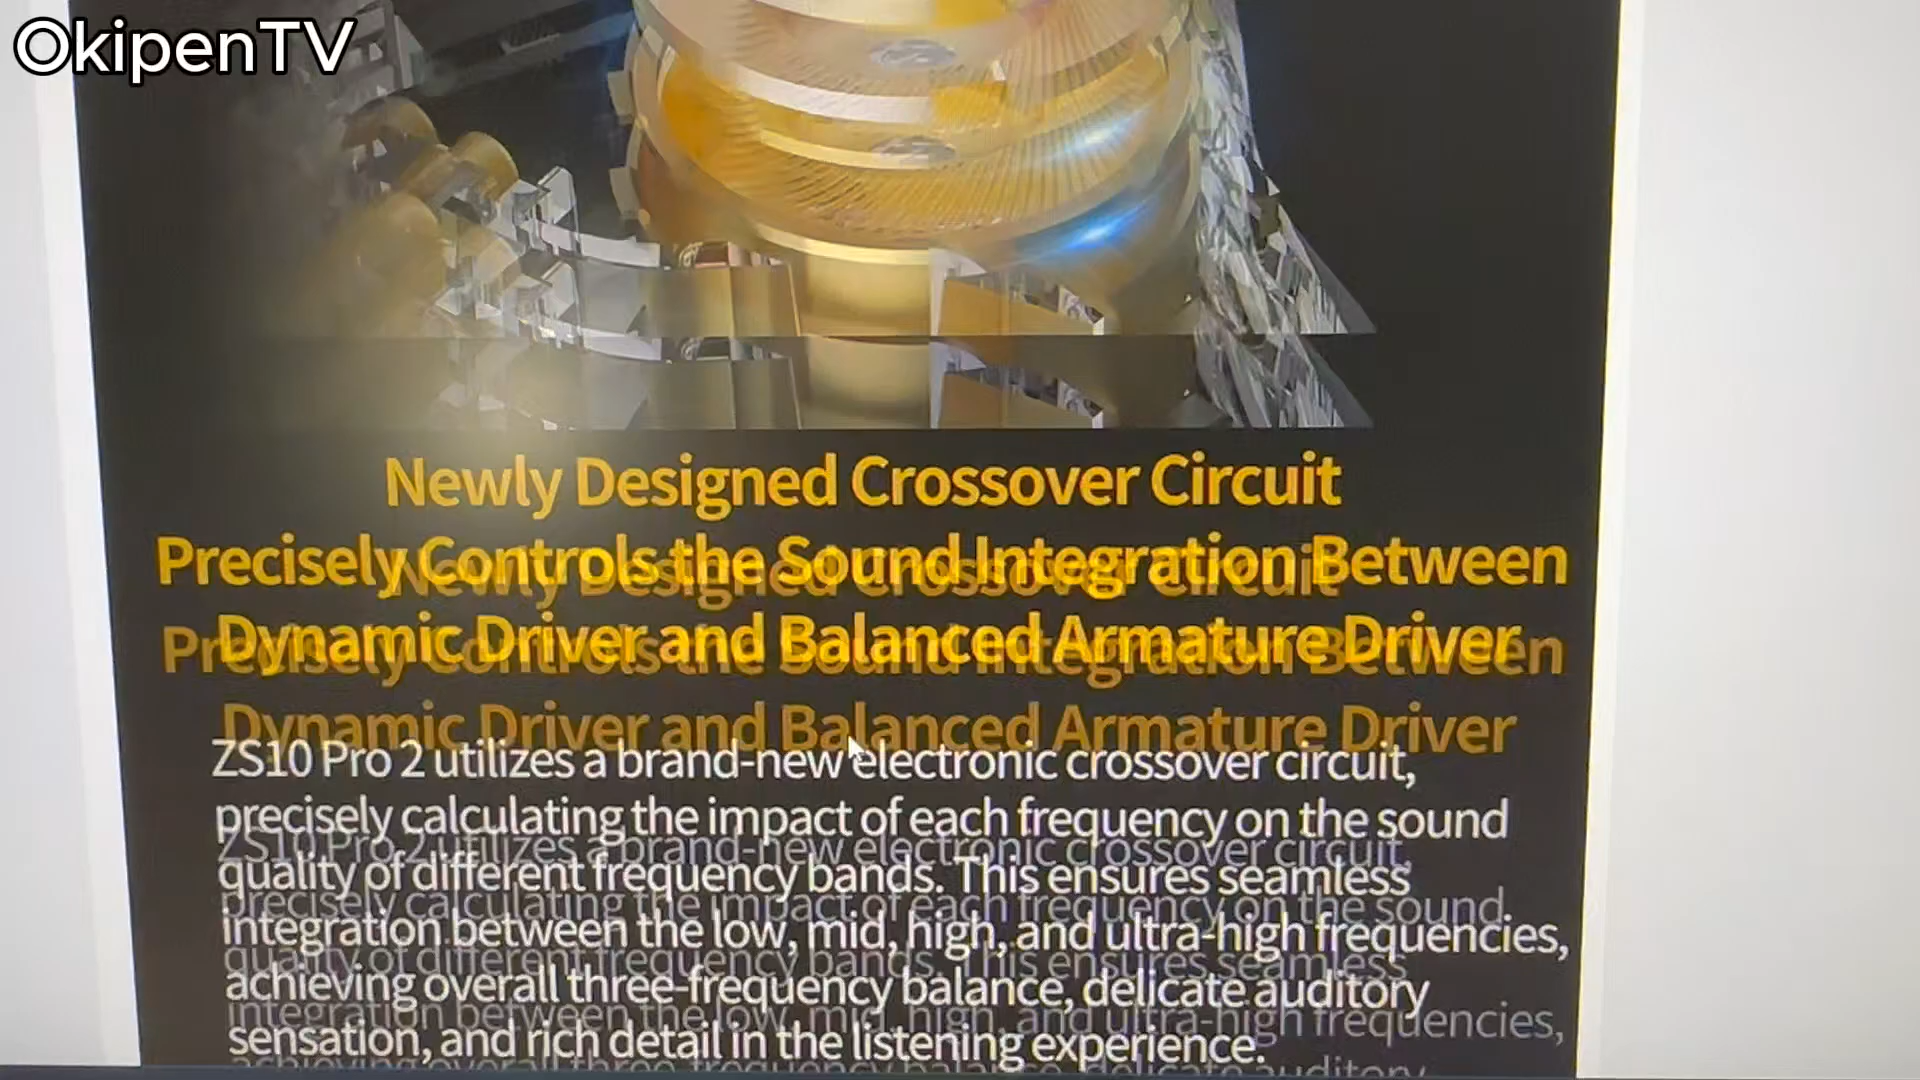 OkipenTV
Newly Designed Crossover Circuit
Precisely Controls the Sound Integration Between
Dynamic Driver and Balanced Armature Driver
ZS10 Pro 2 utilizes a brand-new electronic crossover circuit,
precisely calculating the impact of each frequency on the sound
quality of different frequency bands. This ensures seamless
integration between the low, mid, high, and ultra-high frequencies,
achieving overall three-frequency balance, delicate auditory
sensation, and rich detail in the listening experience.